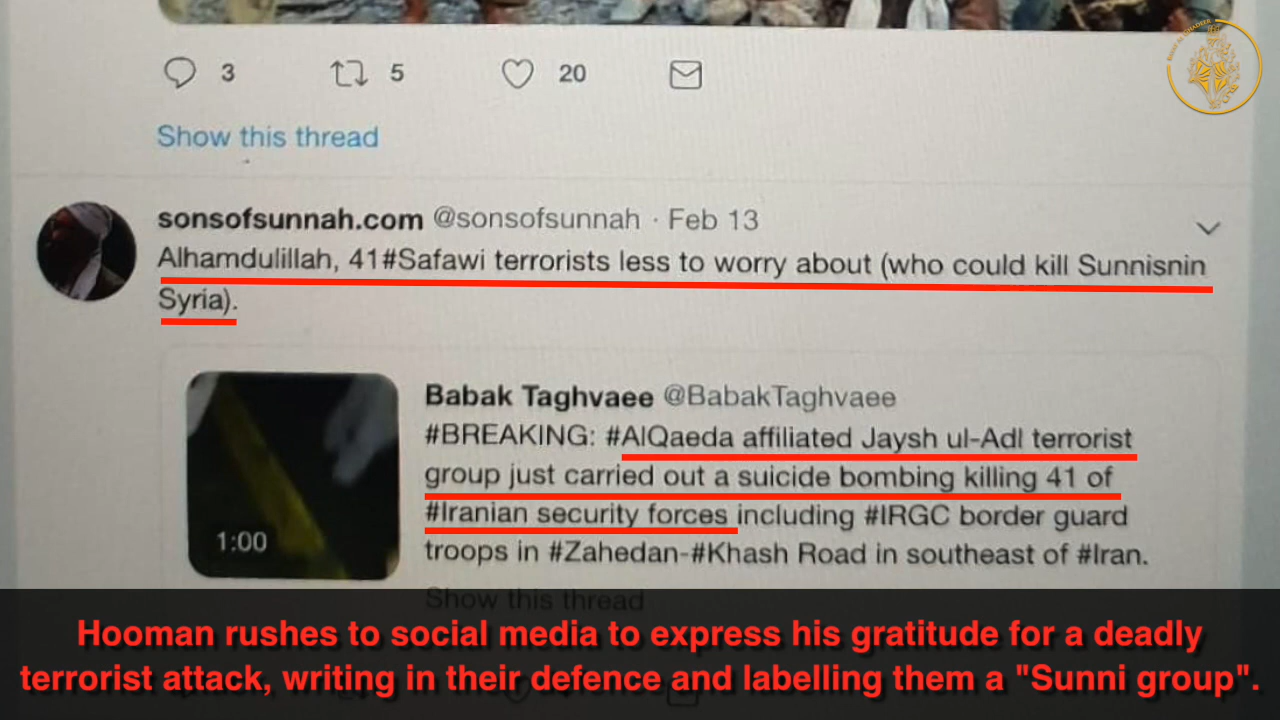 3 5 20
Show this thread
sonsofsunnah.com @sonsofsunnah · Feb 13
Alhamdulillah, 41#Safawi terrorists less to worry about (who could kill Sunnisnin
Syria).
Babak Taghvaee @BabakTaghvaee
#BREAKING: #AlQaeda affiliated Jaysh ul-Adl terrorist
group just carried out a suicide bombing killing 41 of
#Iranian security forces including #IRGC border guard
troops in #Zahedan-#Khash Road in southeast of #Iran.
1:00
Show this thread
Hooman rushes to social media to express his gratitude for a deadly
terrorist attack, writing in their defence and labelling them a "Sunni group".